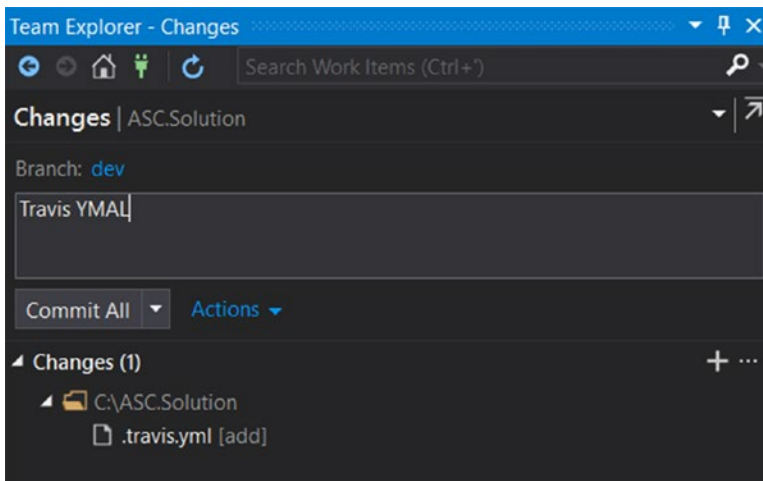 Team Explorer - Changes
Search Work Items (Ctrl+')
Changes | ASC.Solution
Branch: dev
Travis YMAL
Commit All Actions
Changes (1)
C:\ASC.Solution
.travis.yml [add]